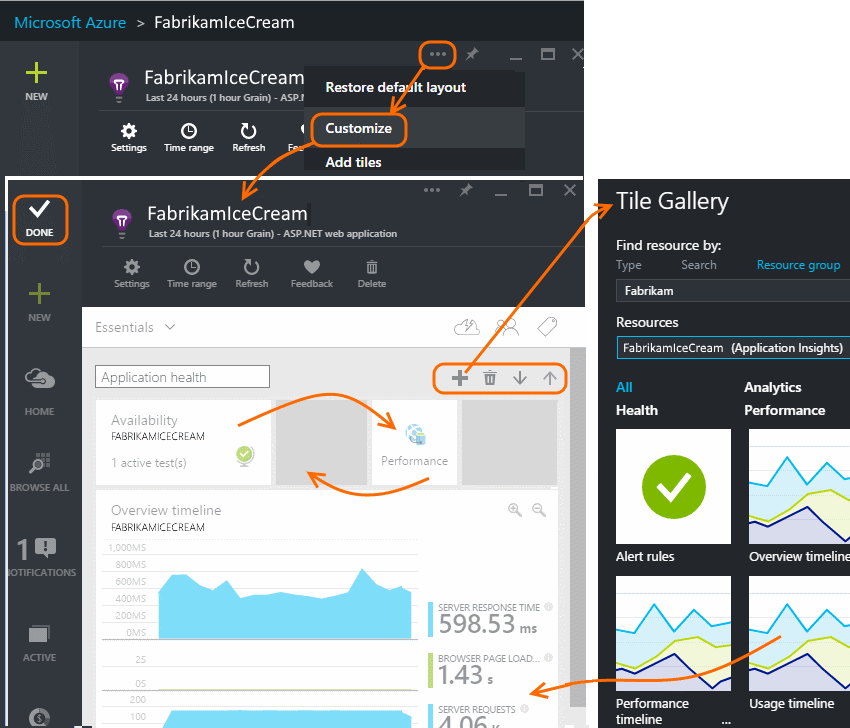 Microsoft Azure > FabrikamIceCream
NEW
FabrikamIceCream
Last 24 hours (1 hour Grain) - ASP.
Settings
Time range
Refresh
Restore default layout
Customize
Add tiles
DONE
NEW
HOME
BROWSE ALL
1
NOTIFICATIONS
ACTIVE
FabrikamIceCream
Last 24 hours (1 hour Grain) - ASP.NET web application
Settings
Time range
Refresh
Feedback
Delete
Essentials
Application health
Availability
FABRIKAMICECREAM
1 active test(s)
Performance
Overview timeline
FABRIKAMICECREAM
1,000MS
800MS
600MS
400MS
200MS
0MS
2S
0S
200
100
SERVER RESPONSE TIME
598.53 ms
BROWSER PAGE LOAD...
1.43 s
SERVER REQUESTS
4.06
Tile Gallery
Find resource by:
Type Search Resource group
Fabrikam
Resources
FabrikamIceCream (Application Insights)
All Analytics
Health Performance
Alert rules
Overview timeline
Performance
timeline ...
Usage timeline